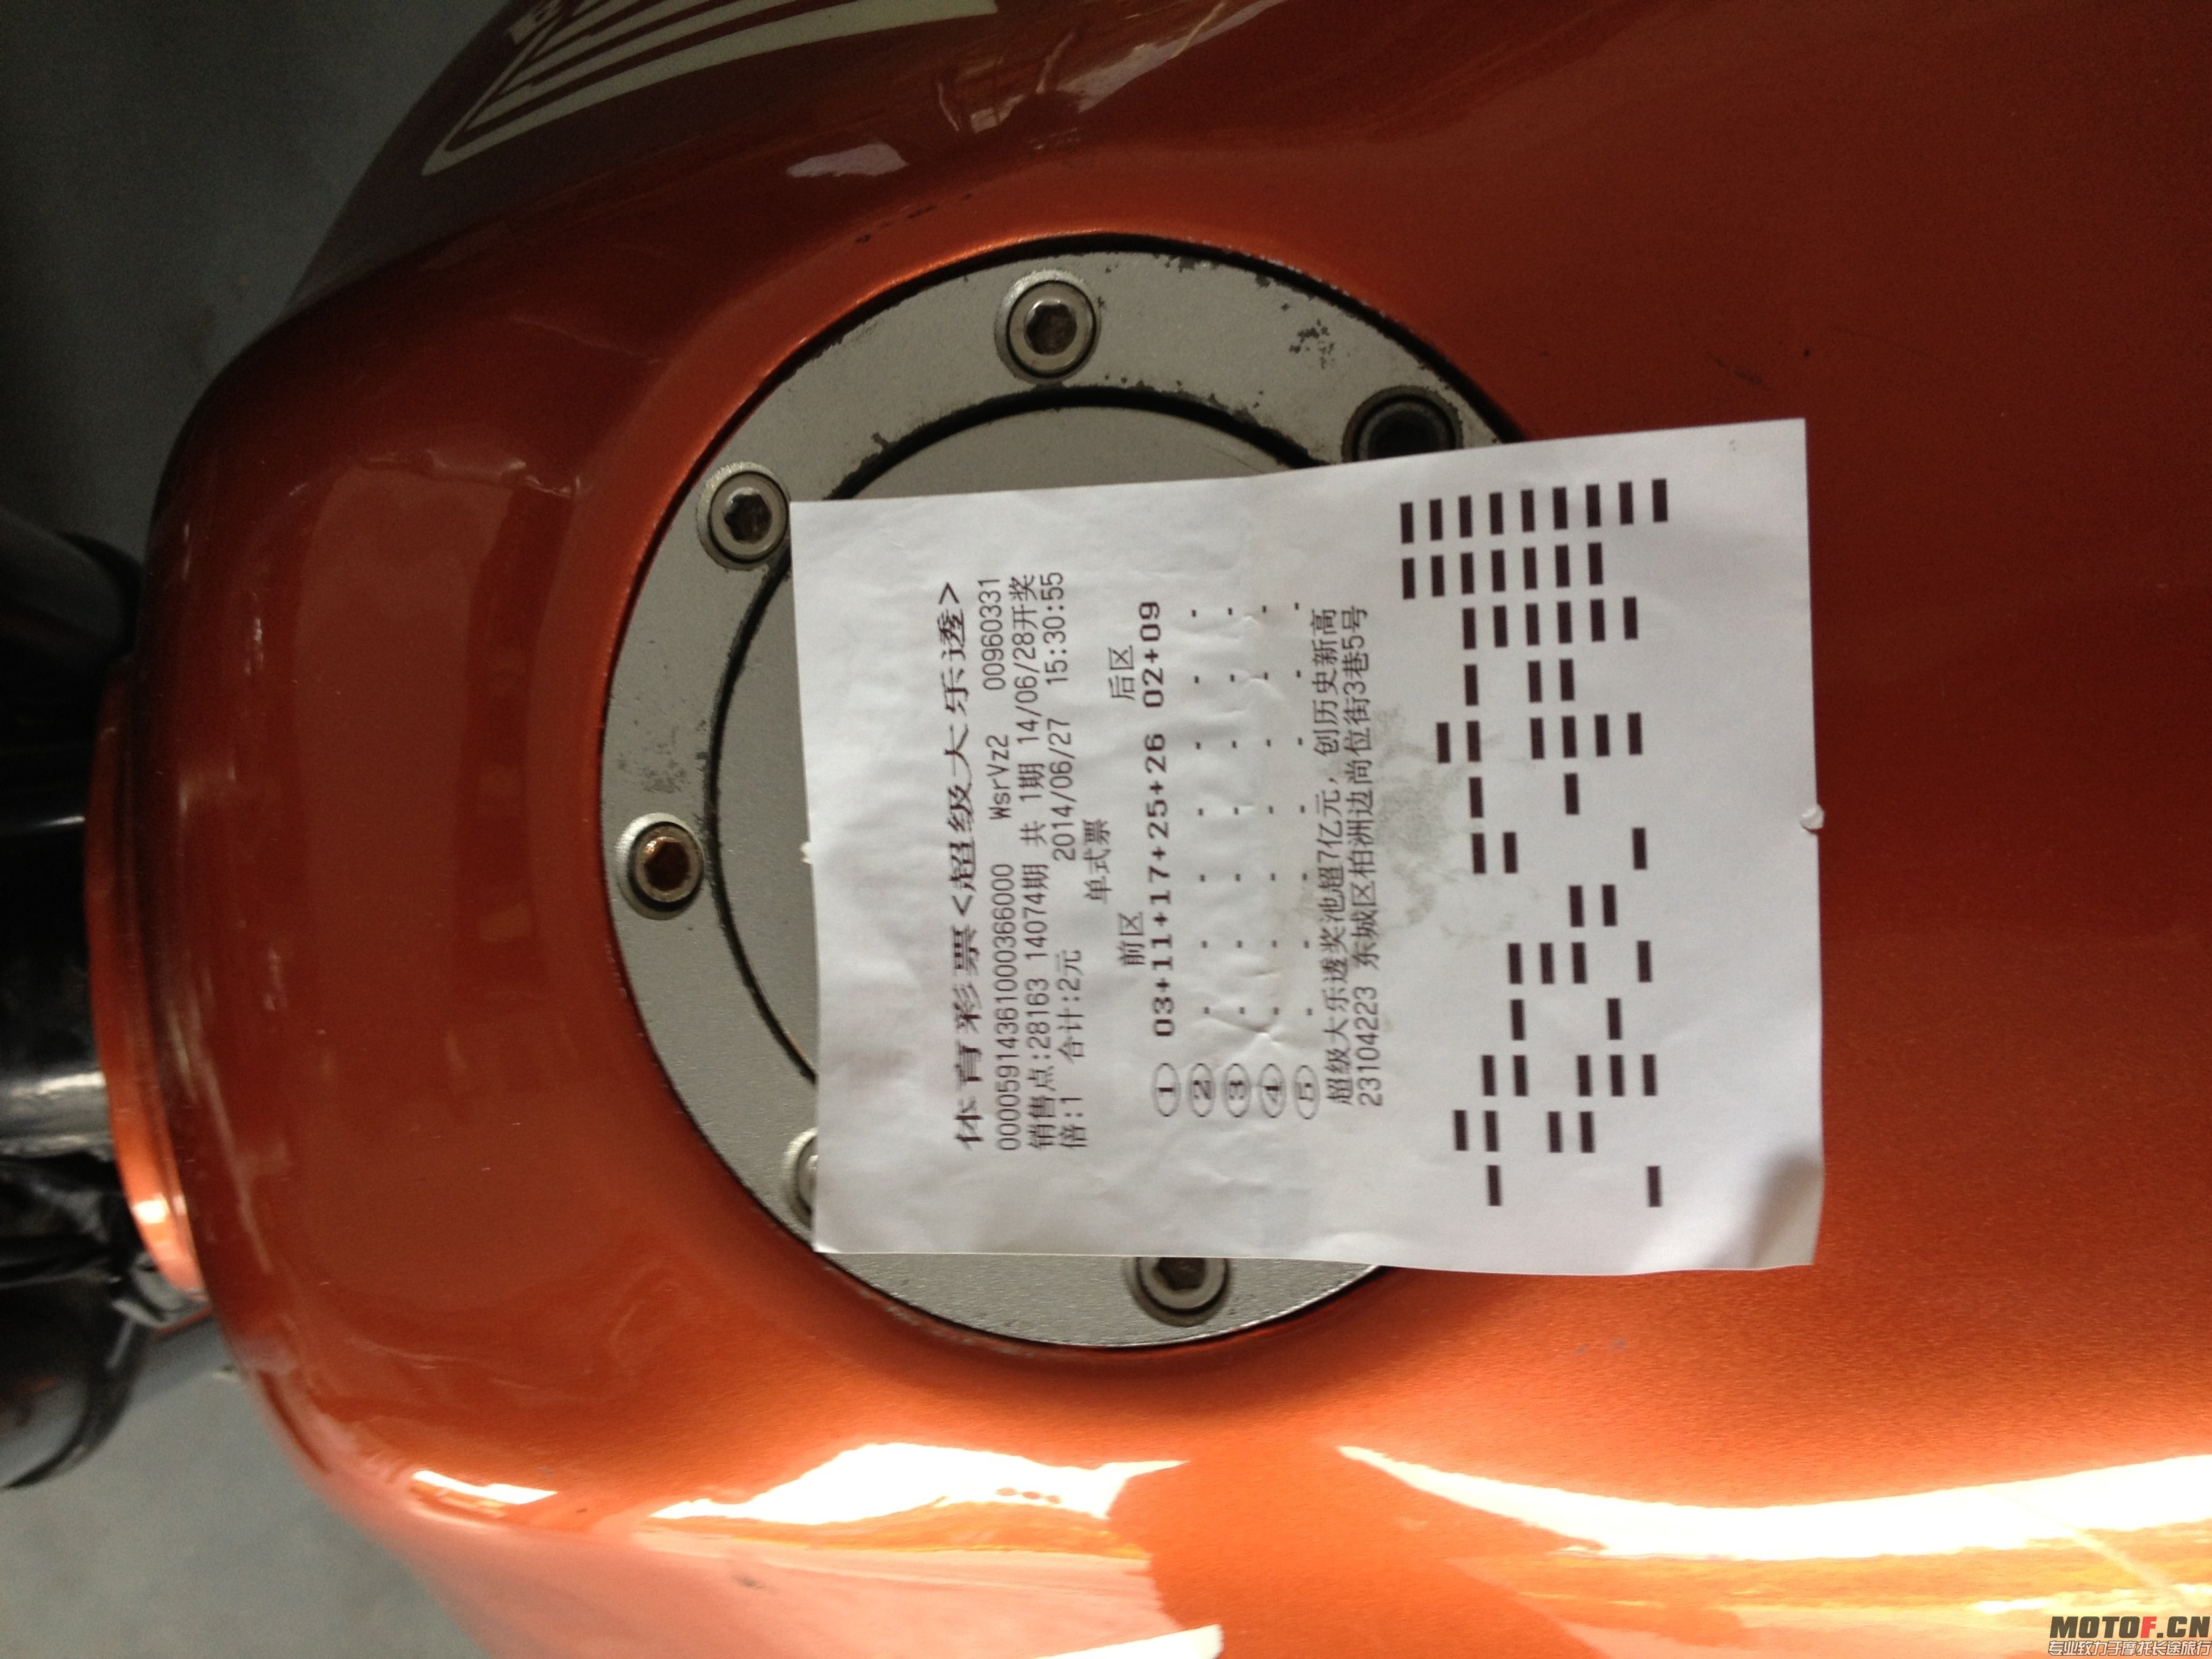 体育彩票<超级大乐透>
00005914361000366000 WsrVz2 00960331
销售点:28163 14074期 共 1期 14/06/28开奖
倍:1 合计:2元 2014/06/27 15:30:55
单式票
前区 后区
① 03+11+17+25+26 02+09
② - - - - - - -
③ - - - - - - -
④ - - - - - - -
⑤ - - - - - - -
超级大乐透奖池超7亿元，创历史新高
23104223 东城区柏洲边尚位街3巷5号
MOTOF.CN
专业致力于摩托长途旅行